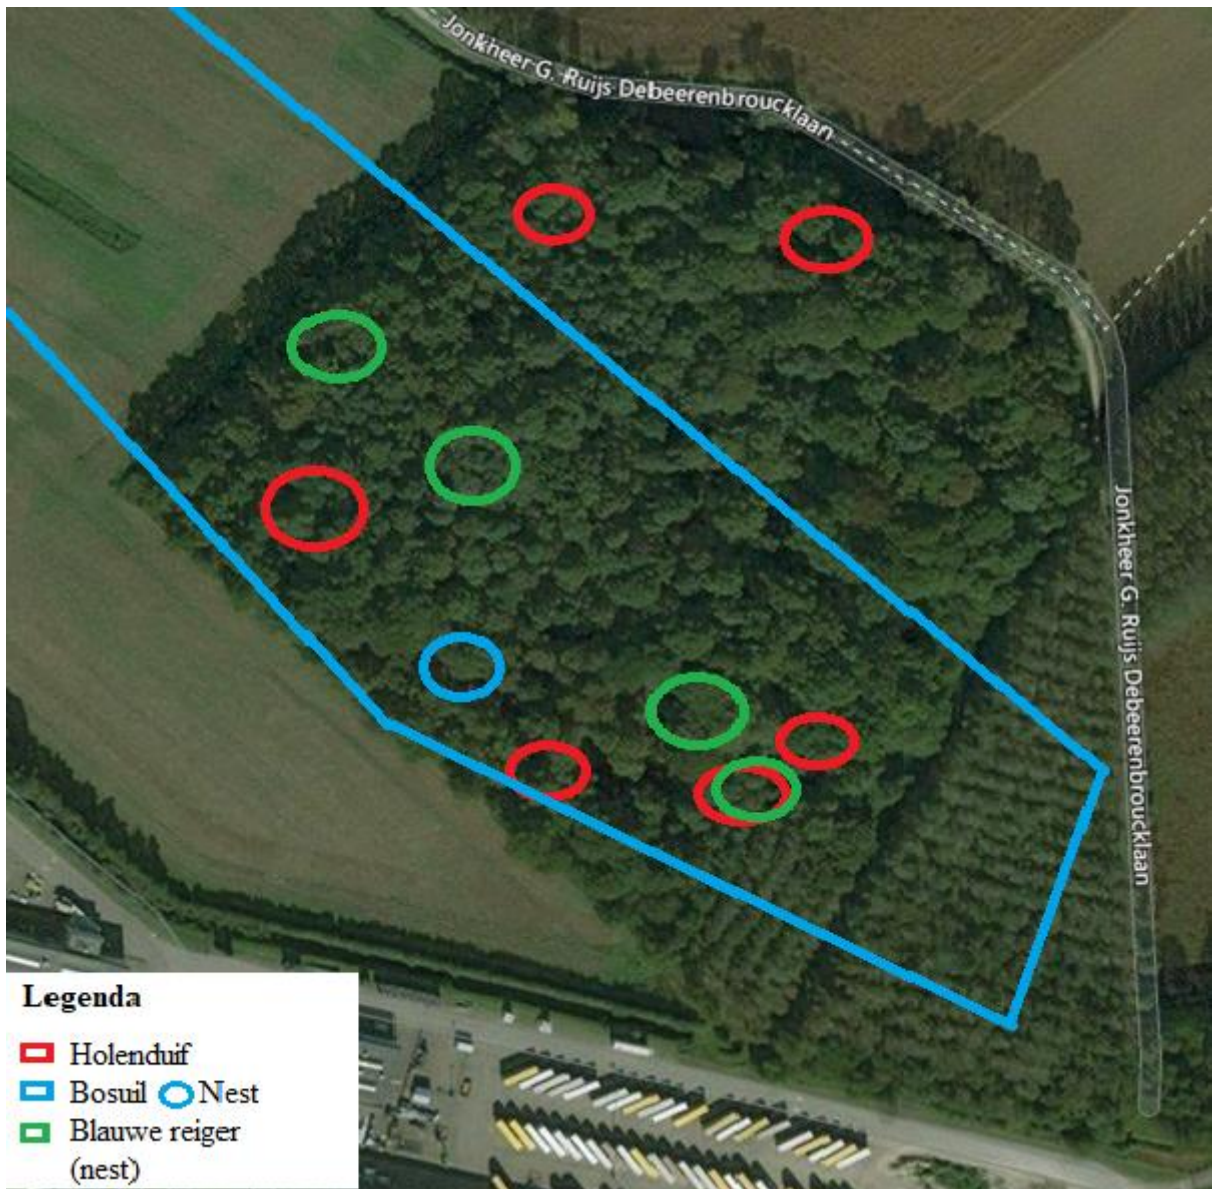 Jonkheer G. Ruijs Debeerenbroucklaan
Jonkheer G. Ruijs Debeerenbroucklaan
Legenda
Holenduif
Bosuil Nest
Blauwe reiger
(nest)